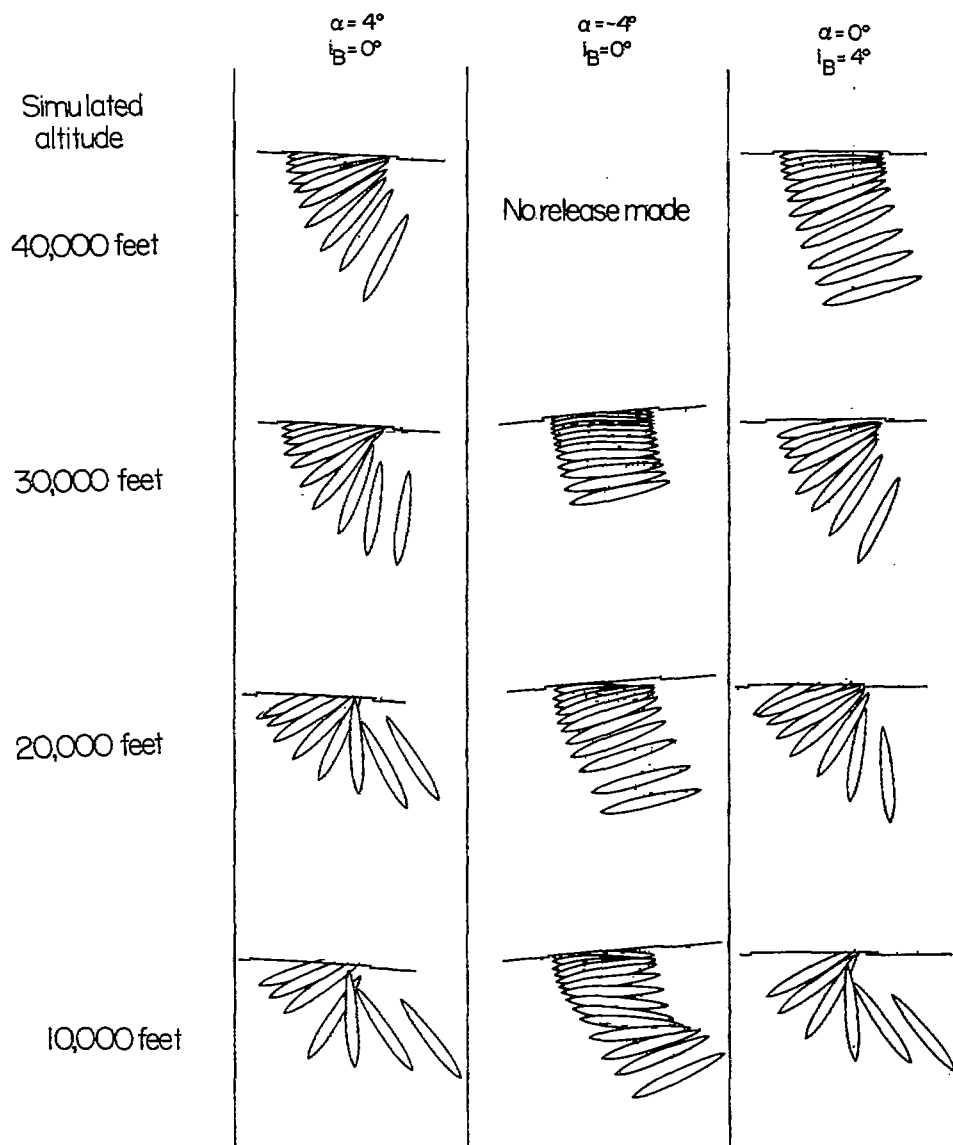 α = 4°
i_B = 0°
α = -4°
i_B = 0°
α = 0°
i_B = 4°
Simulated
altitude
40,000 feet
No release made
30,000 feet
20,000 feet
10,000 feet